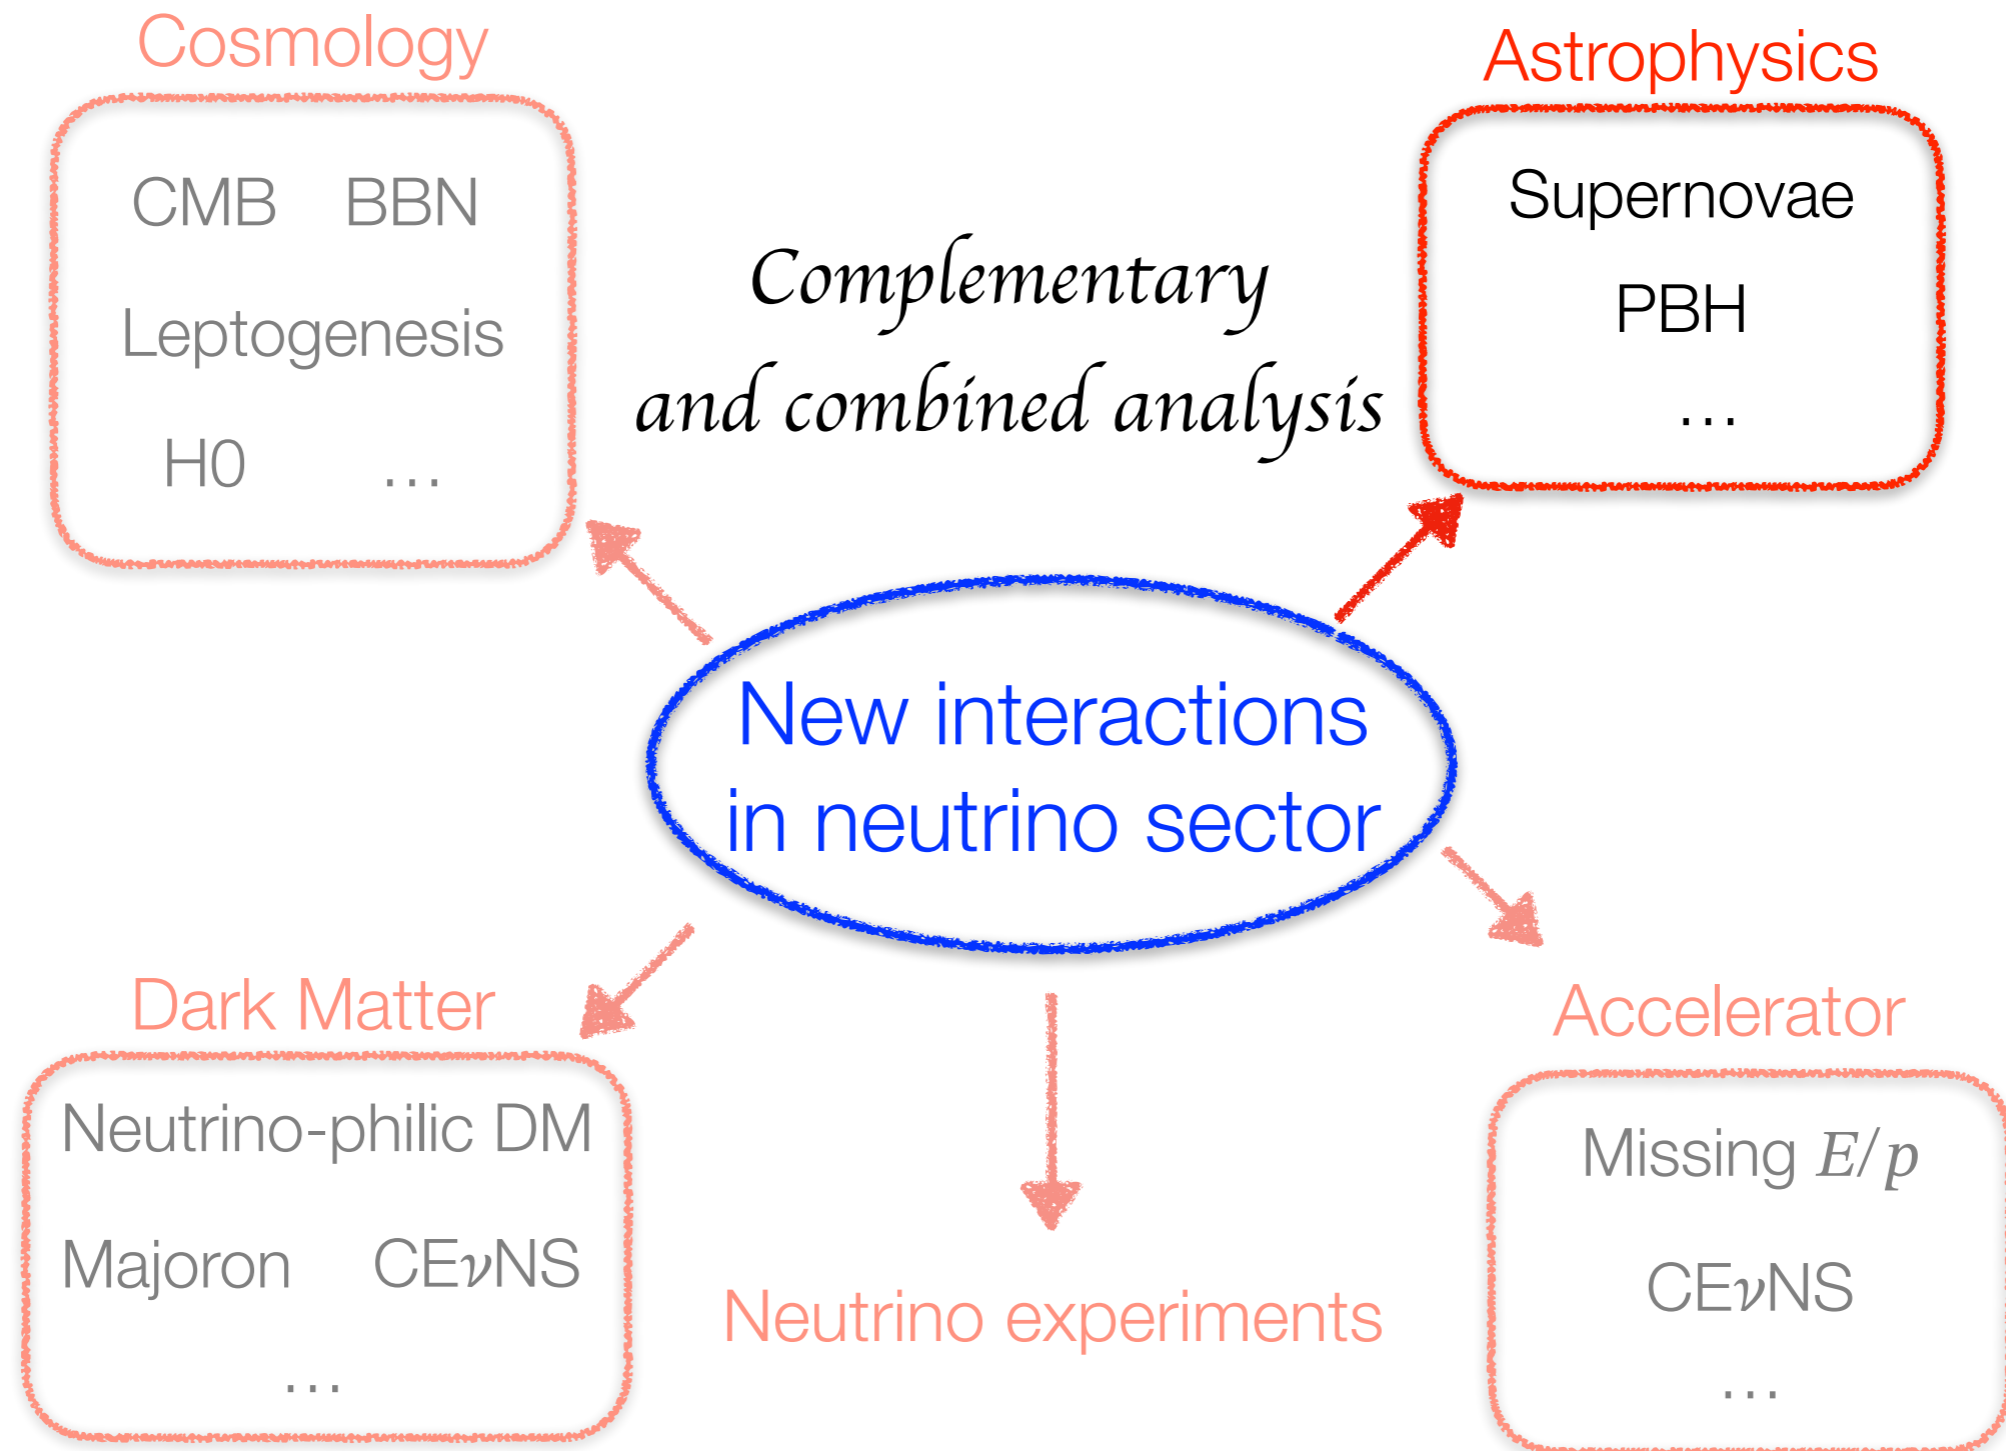 Cosmology
CMB BBN
Leptogenesis
H0 …
Complementary
and combined analysis
Astrophysics
Supernovae
PBH
…
New interactions
in neutrino sector
Dark Matter
Neutrino-philic DM
Majoron CEνNS
…
Neutrino experiments
Accelerator
Missing E/p
CEνNS
…